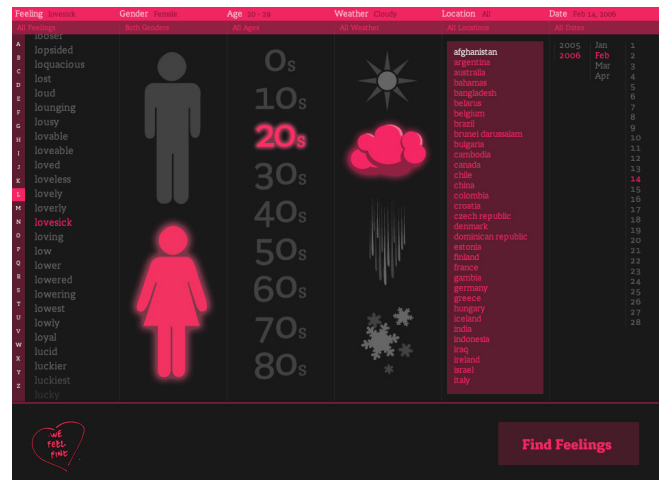 Feeling lovesick
Gender Female
Age 20 - 29
Weather Cloudy
Location All
Date Feb 14, 2006
All Feelings
Both Genders
All Ages
All Weather
All Locations
All Dates
A
B
C
D
E
F
G
H
I
J
K
L
M
N
O
P
Q
R
S
T
U
V
W
X
Y
Z
looser
lopsided
loquacious
lost
loud
lounging
lousy
lovable
loveable
loved
loveless
lovely
loverly
lovesick
loving
low
lower
lowered
lowering
lowest
lowly
loyal
lucid
luckier
luckiest
lucky
0s
10s
20s
30s
40s
50s
60s
70s
80s
afghanistan
argentina
australia
bahamas
bangladesh
belarus
belgium
brazil
brunei darussalam
bulgaria
cambodia
canada
chile
china
colombia
croatia
czech republic
denmark
dominican republic
estonia
finland
france
gambia
germany
greece
hungary
iceland
india
indonesia
iraq
ireland
israel
italy
2005
2006
Jan
Feb
Mar
Apr
1
2
3
4
5
6
7
8
9
10
11
12
13
14
15
16
17
18
19
20
21
22
23
24
25
26
27
28
WE
FEEL
FINE
Find Feelings